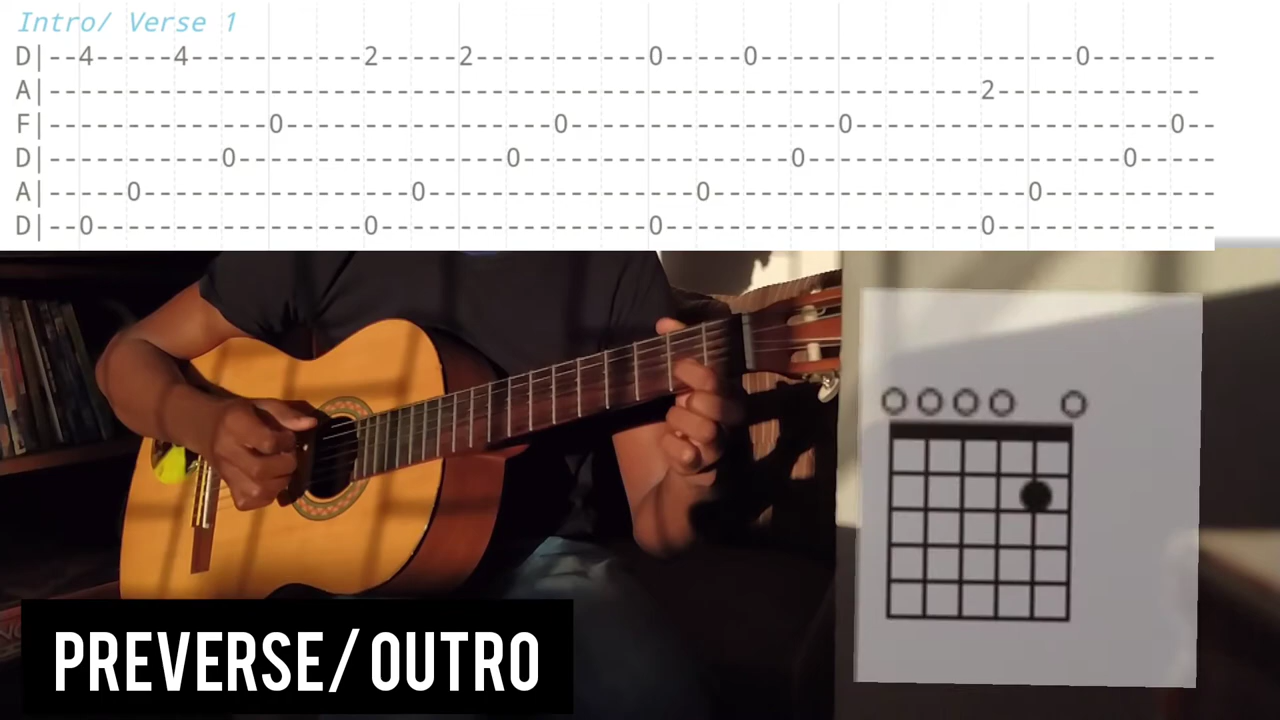 Intro/ Verse 1
D|--4-----4-----------2-----2-----------0-----0-----------------0-----
A|--------------------------------------------------------2-----------
F|--------------0-----------------0-----------------0-----------------0--
D|-----------0-----------------0-----------------0-----------------0-----
A|-----0-----------------0-----------------0-----------------0-----------
D|--0-----------------0-----------------0-----------------0--------------
PREVERSE/ OUTRO